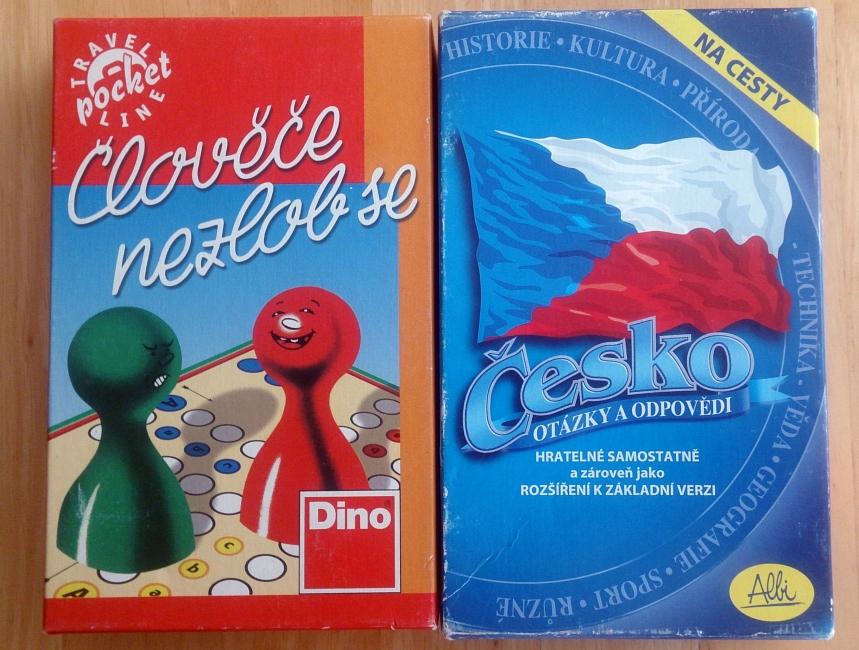 TRAVEL
pocket
LINE
Člověče
nezlob se
Dino
a
c
b
a
HISTORIE • KULTURA • PŘÍRODA
- TECHNIKA • VĚDA • GEOGRAFIE • SPORT • RŮZNÉ
NA CESTY
Česko
OTÁZKY A ODPOVĚDI
HRATELNÉ SAMOSTATNĚ
a zároveň jako
ROZŠÍŘENÍ K ZÁKLADNÍ VERZI
Albi